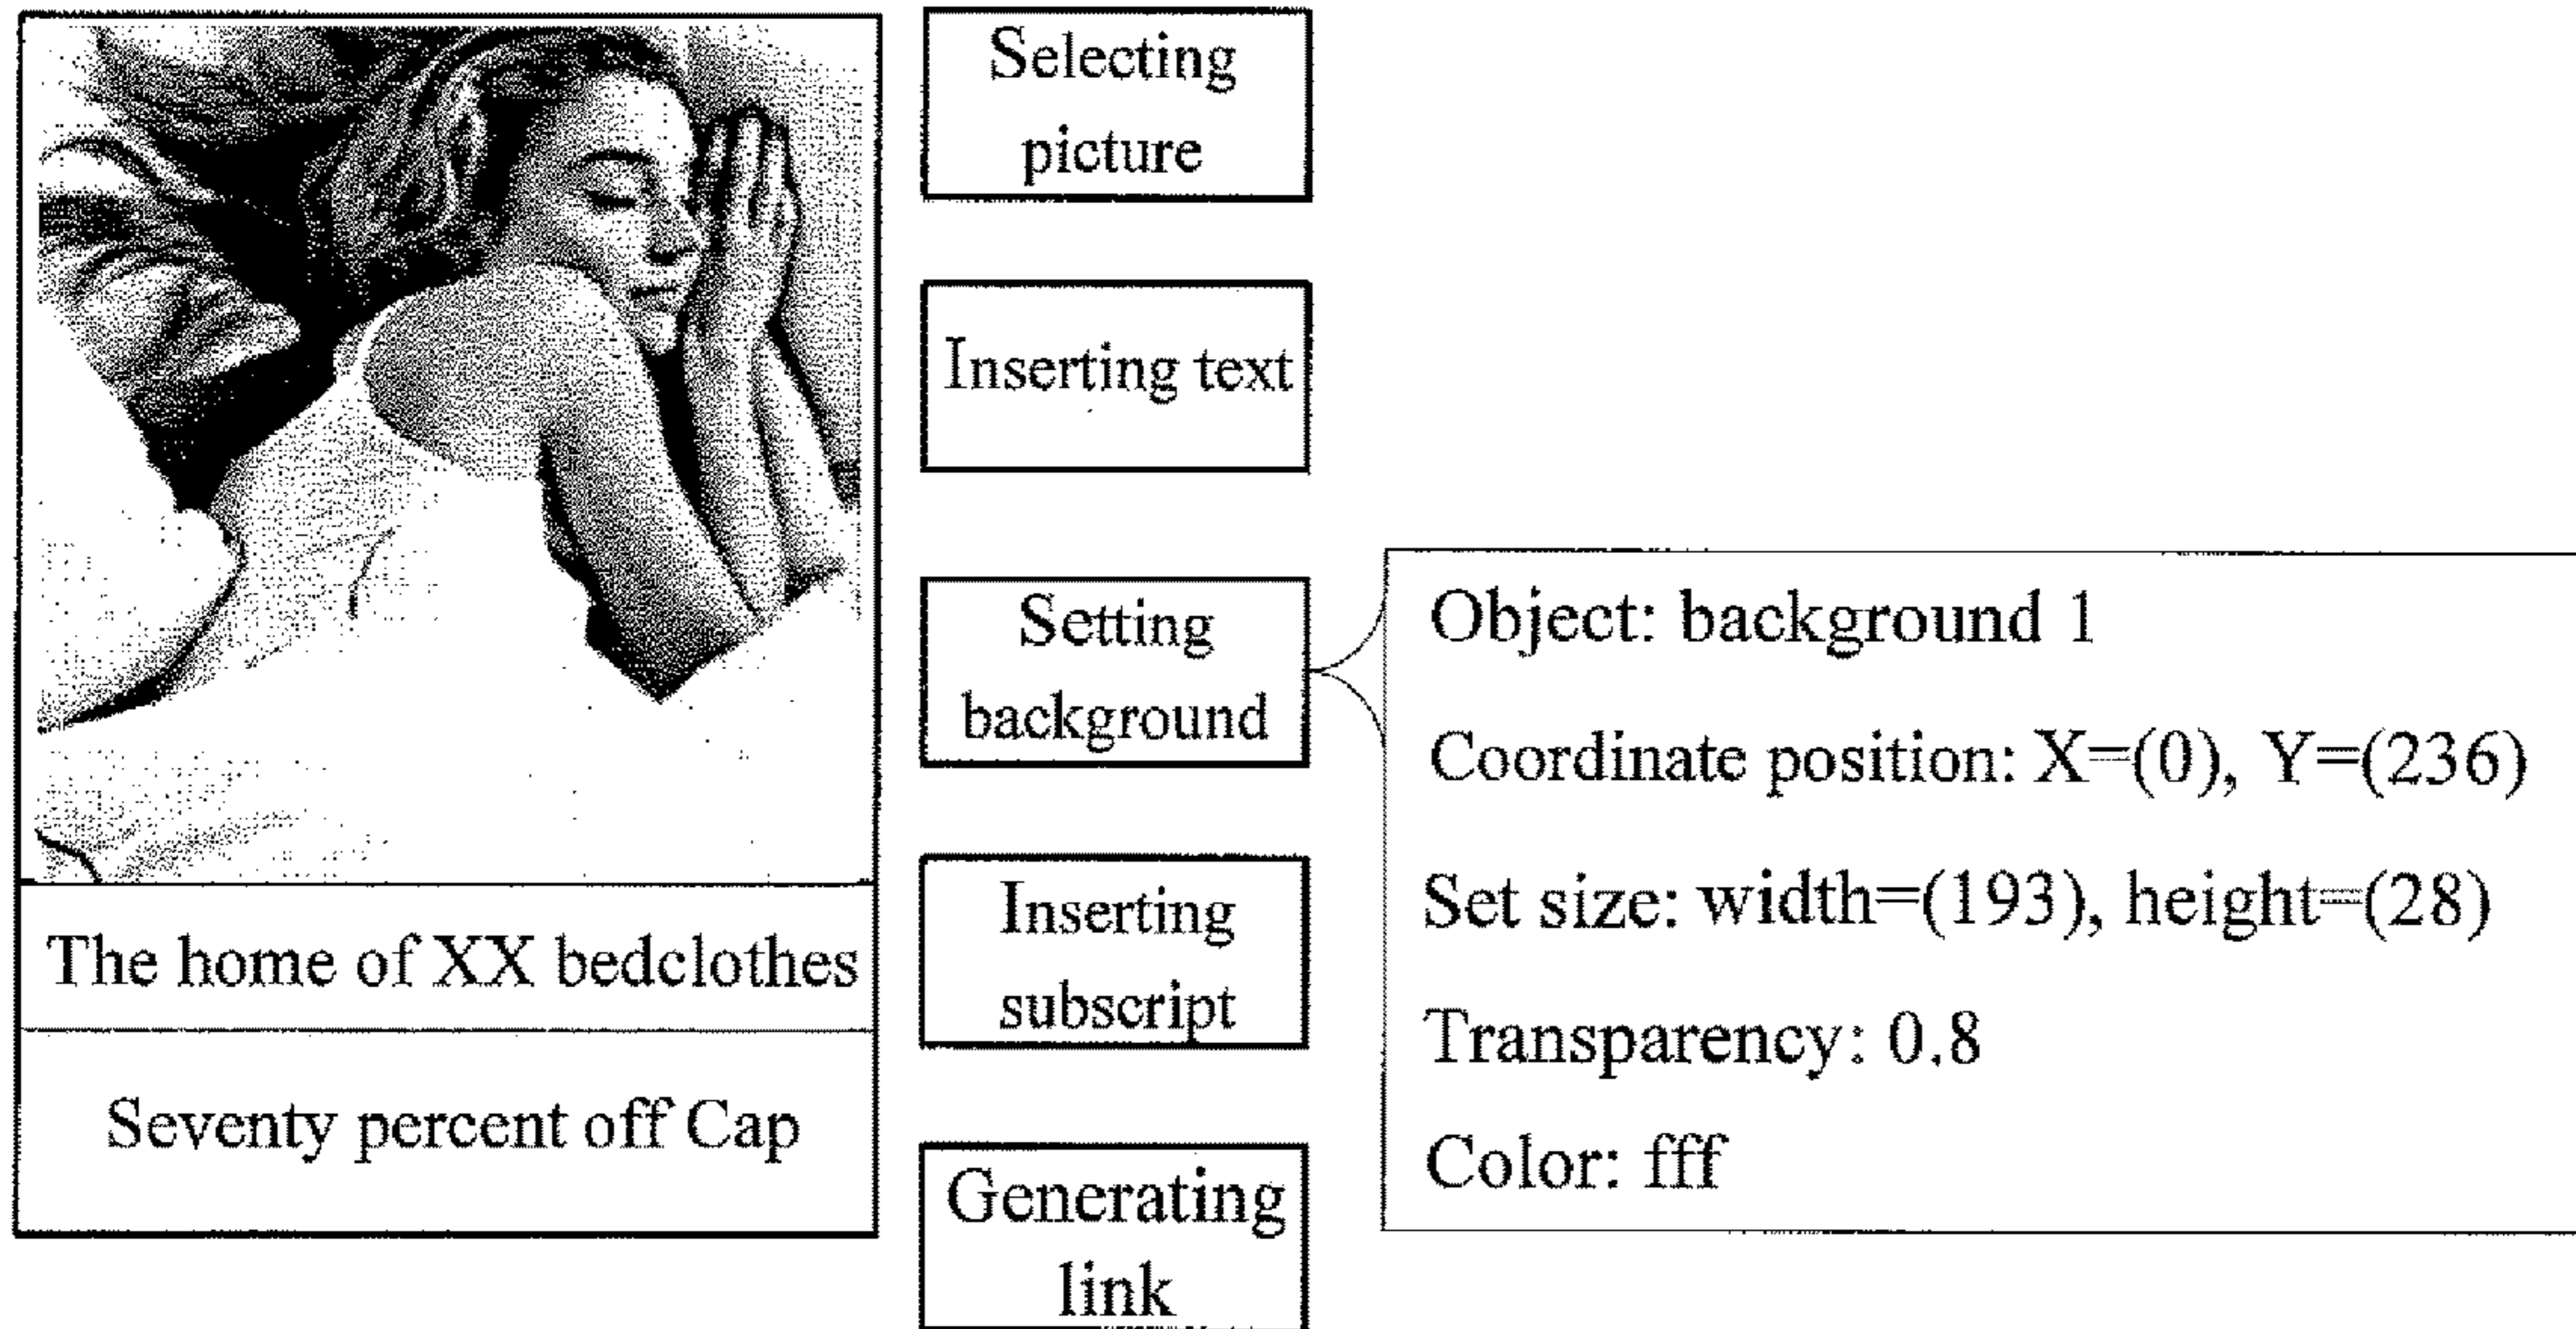 The home of XX bedclothes
Seventy percent off Cap
Selecting
picture
Inserting text
Setting
background
Inserting
subscript
Generating
link
Object: background 1
Coordinate position: X=(0), Y=(236)
Set size: width=(193), height=(28)
Transparency: 0.8
Color: fff